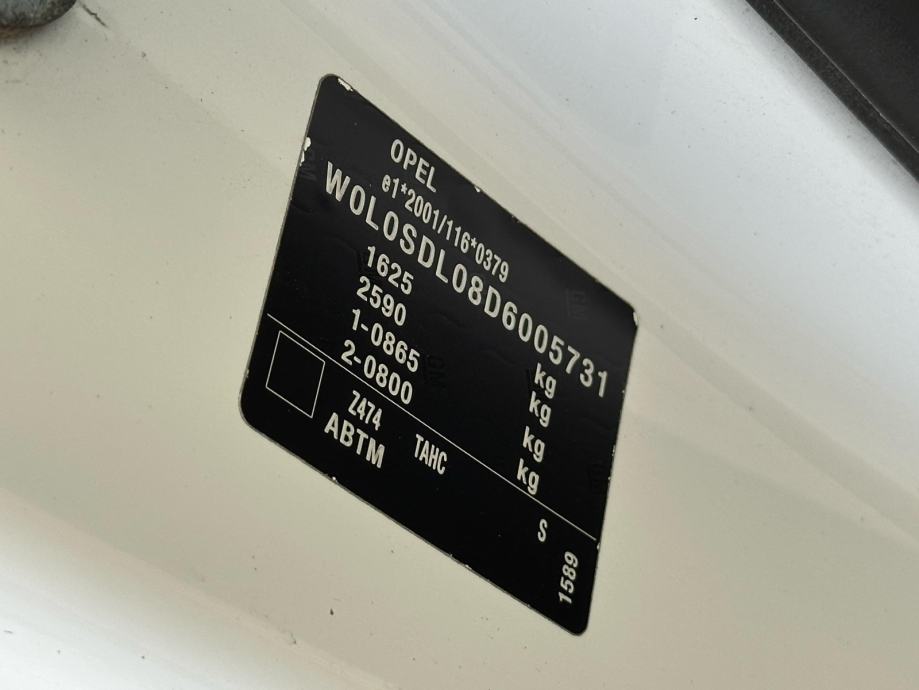 OPEL
e1*2001/116*0379
W0L0SDL08D6005731
1625 kg
2590 kg
1-0865 kg
2-0800 kg
Z474 TAHC S
ABTM
1589